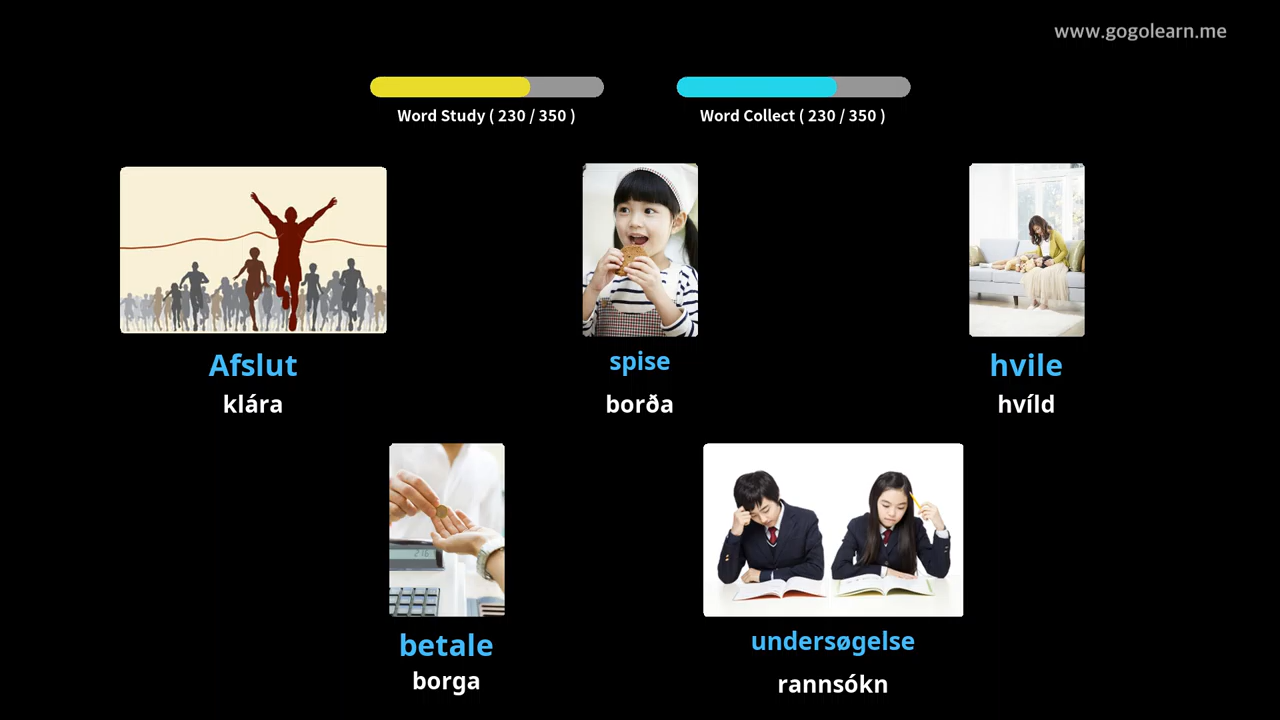 www.gogolearn.me
Word Study ( 230 / 350 )
Word Collect ( 230 / 350 )
Afslut
klára
spise
borða
hvile
hvíld
betale
borga
undersøgelse
rannsókn